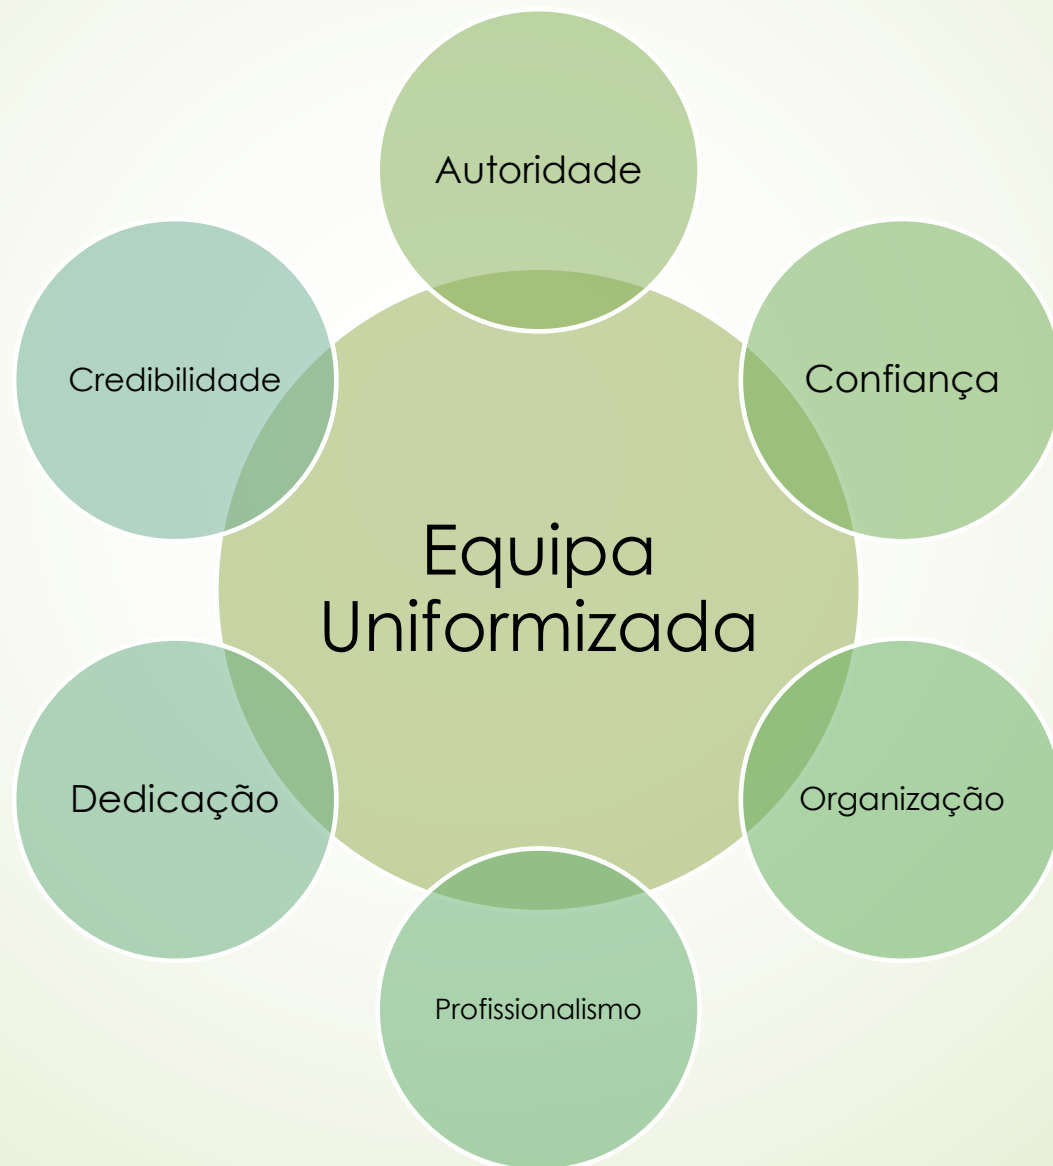 Autoridade
Credibilidade
Confiança
Equipa
Uniformizada
Dedicação
Organização
Profissionalismo